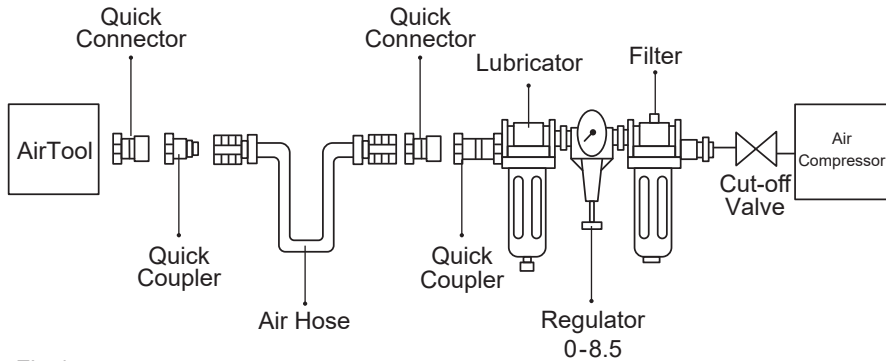 Quick
Connector
Quick
Connector
Lubricator
Filter
AirTool
Air
Compressor
Cut-off
Valve
Quick
Coupler
Quick
Coupler
Air Hose
Regulator
0-8.5